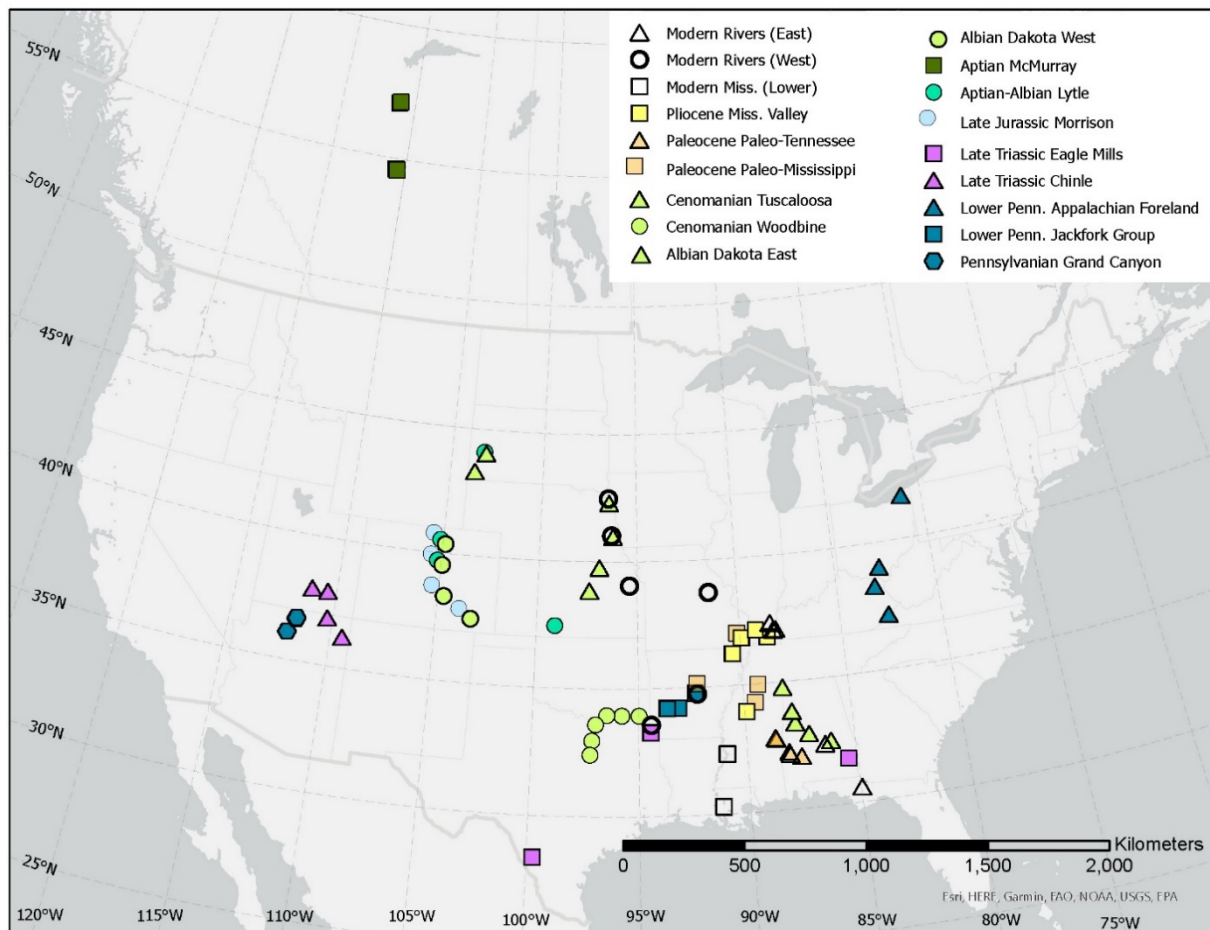 Modern Rivers (East)
Modern Rivers (West)
Modern Miss. (Lower)
Pliocene Miss. Valley
Paleocene Paleo-Tennessee
Paleocene Paleo-Mississippi
Cenomanian Tuscaloosa
Cenomanian Woodbine
Albian Dakota East
Albian Dakota West
Aptian McMurray
Aptian-Albian Lytle
Late Jurassic Morrison
Late Triassic Eagle Mills
Late Triassic Chinle
Lower Penn. Appalachian Foreland
Lower Penn. Jackfork Group
Pennsylvanian Grand Canyon
55°N
50°N
45°N
40°N
35°N
30°N
25°N
Kilometers
0 500 1,000 1,500 2,000
Esri, HERE, Garmin, FAO, NOAA, USGS, EPA
120°W 115°W 110°W 105°W 100°W 95°W 90°W 85°W 80°W 75°W